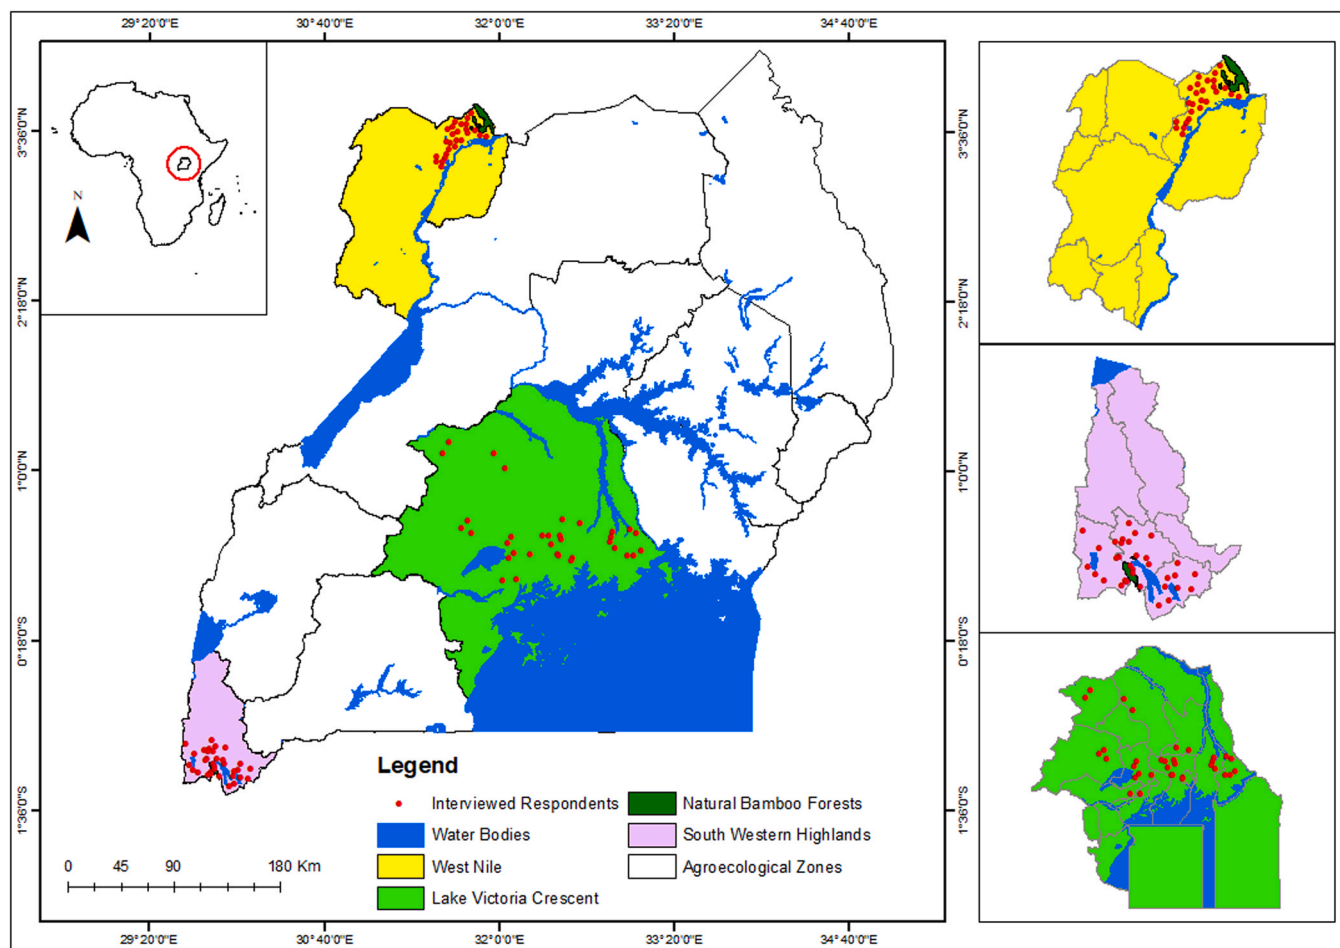 29°20'0"E 30°40'0"E 32°0'0"E 33°20'0"E 34°40'0"E
3°36'0"N
3°36'0"N
N
2°18'0"N
2°18'0"N
1°0'0"N
1°0'0"N
0°18'0"S
0°18'0"S
1°36'0"S
1°36'0"S
Legend
Interviewed Respondents
Natural Bamboo Forests
Water Bodies
South Western Highlands
West Nile
Agroecological Zones
Lake Victoria Crescent
0 45 90 180 Km
29°20'0"E 30°40'0"E 32°0'0"E 33°20'0"E 34°40'0"E